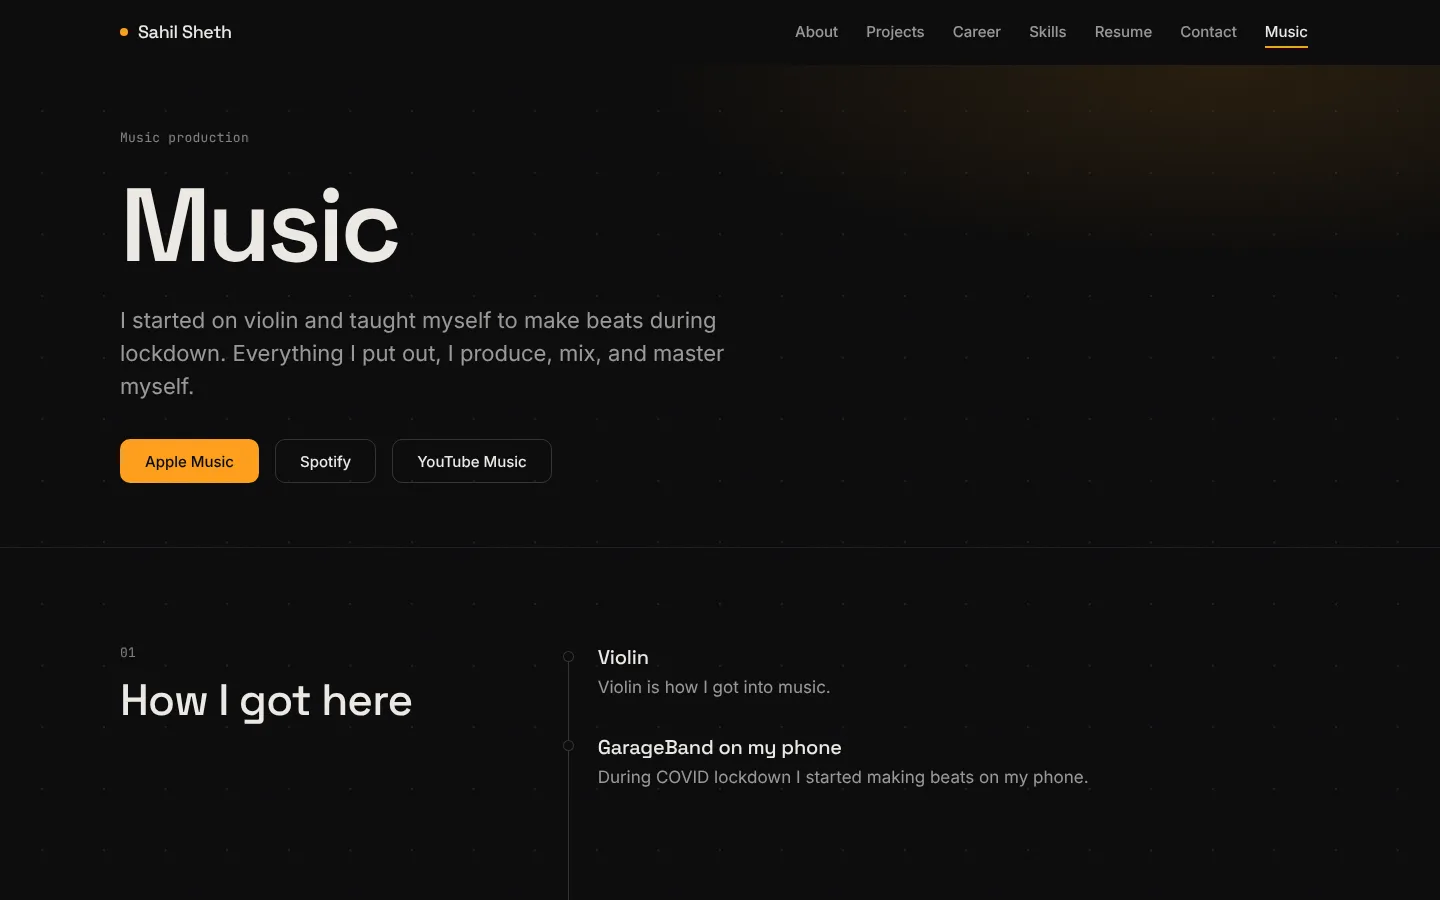 Sahil Sheth
About Projects Career Skills Resume Contact Music
Music production
Music
I started on violin and taught myself to make beats during
lockdown. Everything I put out, I produce, mix, and master
myself.
Apple Music Spotify YouTube Music
01
How I got here
Violin
Violin is how I got into music.
GarageBand on my phone
During COVID lockdown I started making beats on my phone.